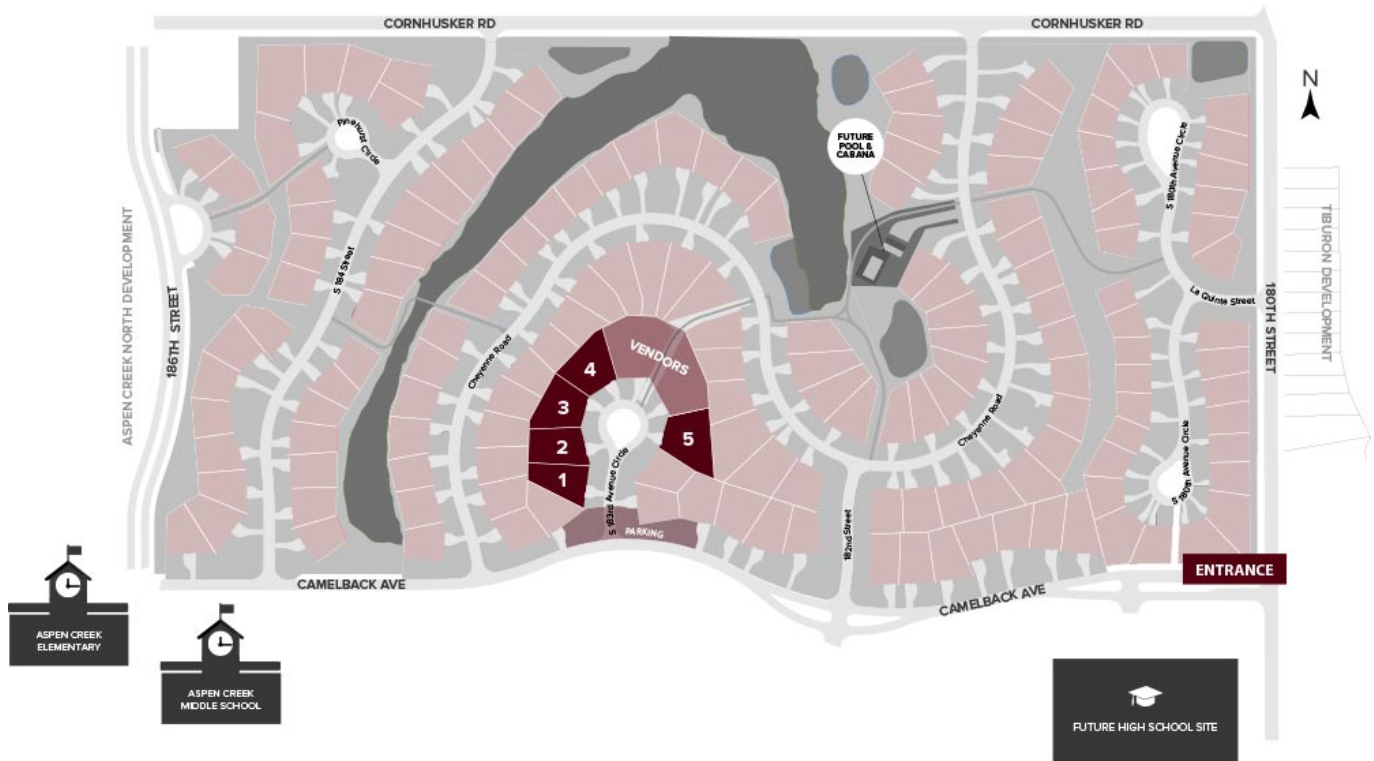 CORNHUSKER RD
CORNHUSKER RD
N
FUTURE
POOL &
CABANA
Pinehurst
Circle
S 180th Avenue Circle
S 184 Street
ASPEN CREEK NORTH DEVELOPMENT
186TH STREET
TIBURON DEVELOPMENT
180TH STREET
La Quinte Street
Cheyenne Road
VENDORS
4
3
2
1
5
S 183rd Avenue Circle
Cheyenne Road
S 180th Avenue Circle
182nd Street
PARKING
ENTRANCE
CAMELBACK AVE
CAMELBACK AVE
ASPEN CREEK
ELEMENTARY
ASPEN CREEK
MIDDLE SCHOOL
FUTURE HIGH SCHOOL SITE